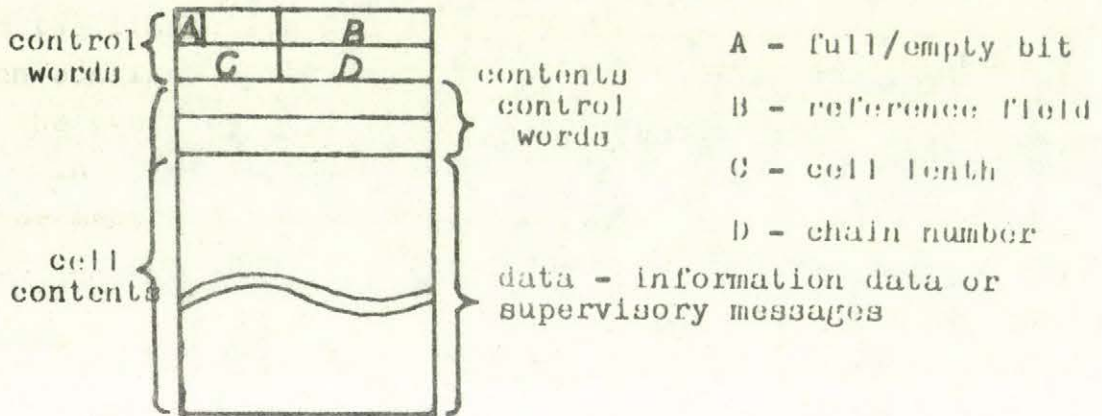 control
words
A B
C D
cell
contents
contents
control
words
data - information data or
supervisory messages
A - full/empty bit
B - reference field
C - cell lenth
D - chain number